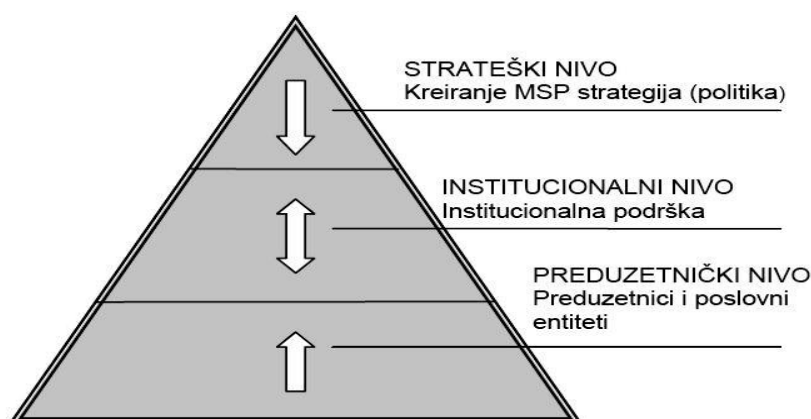 STRATEŠKI NIVO
Kreiranje MSP strategija (politika)
INSTITUCIONALNI NIVO
Institucionalna podrška
PREDUZETNIČKI NIVO
Preduzetnici i poslovni
entiteti